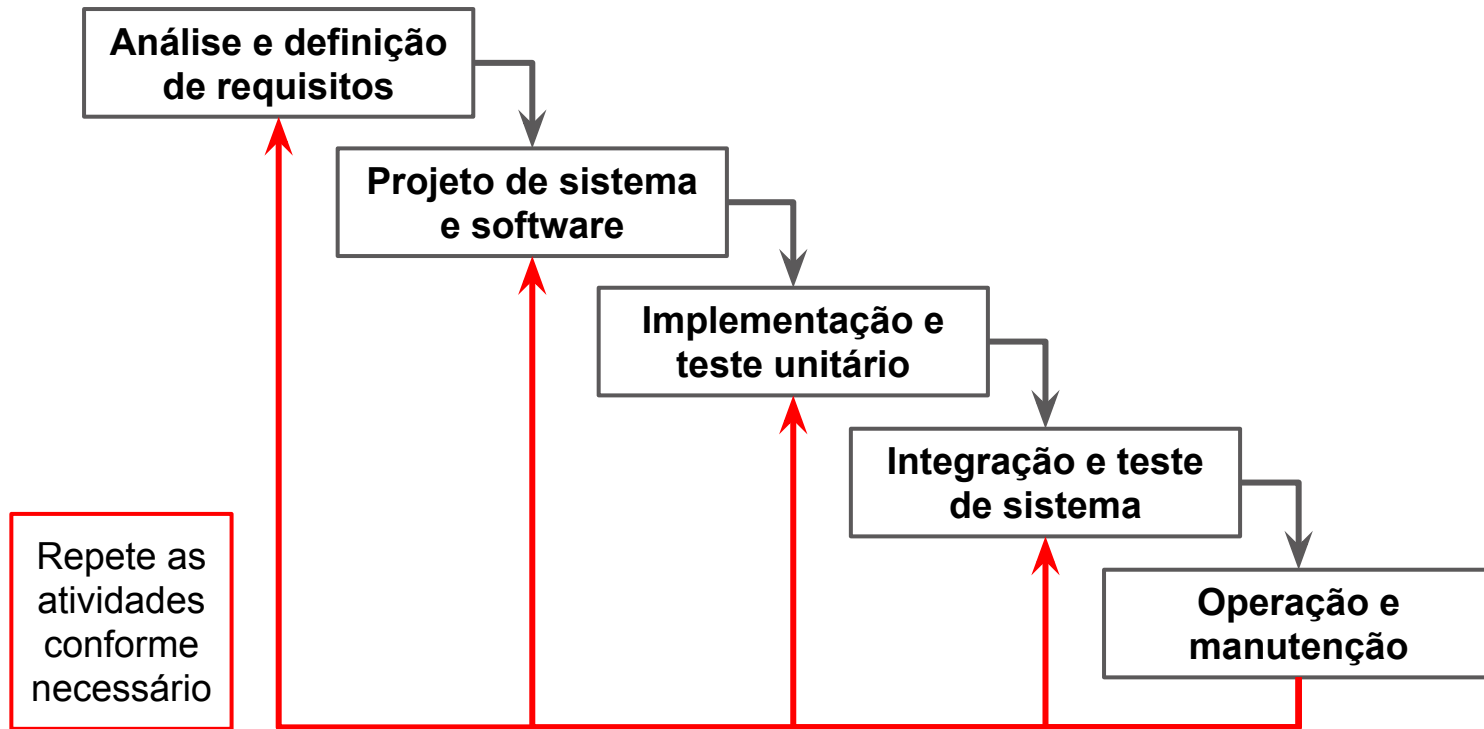 Análise e definição
de requisitos
Projeto de sistema
e software
Implementação e
teste unitário
Integração e teste
de sistema
Operação e
manutenção
Repete as
atividades
conforme
necessário